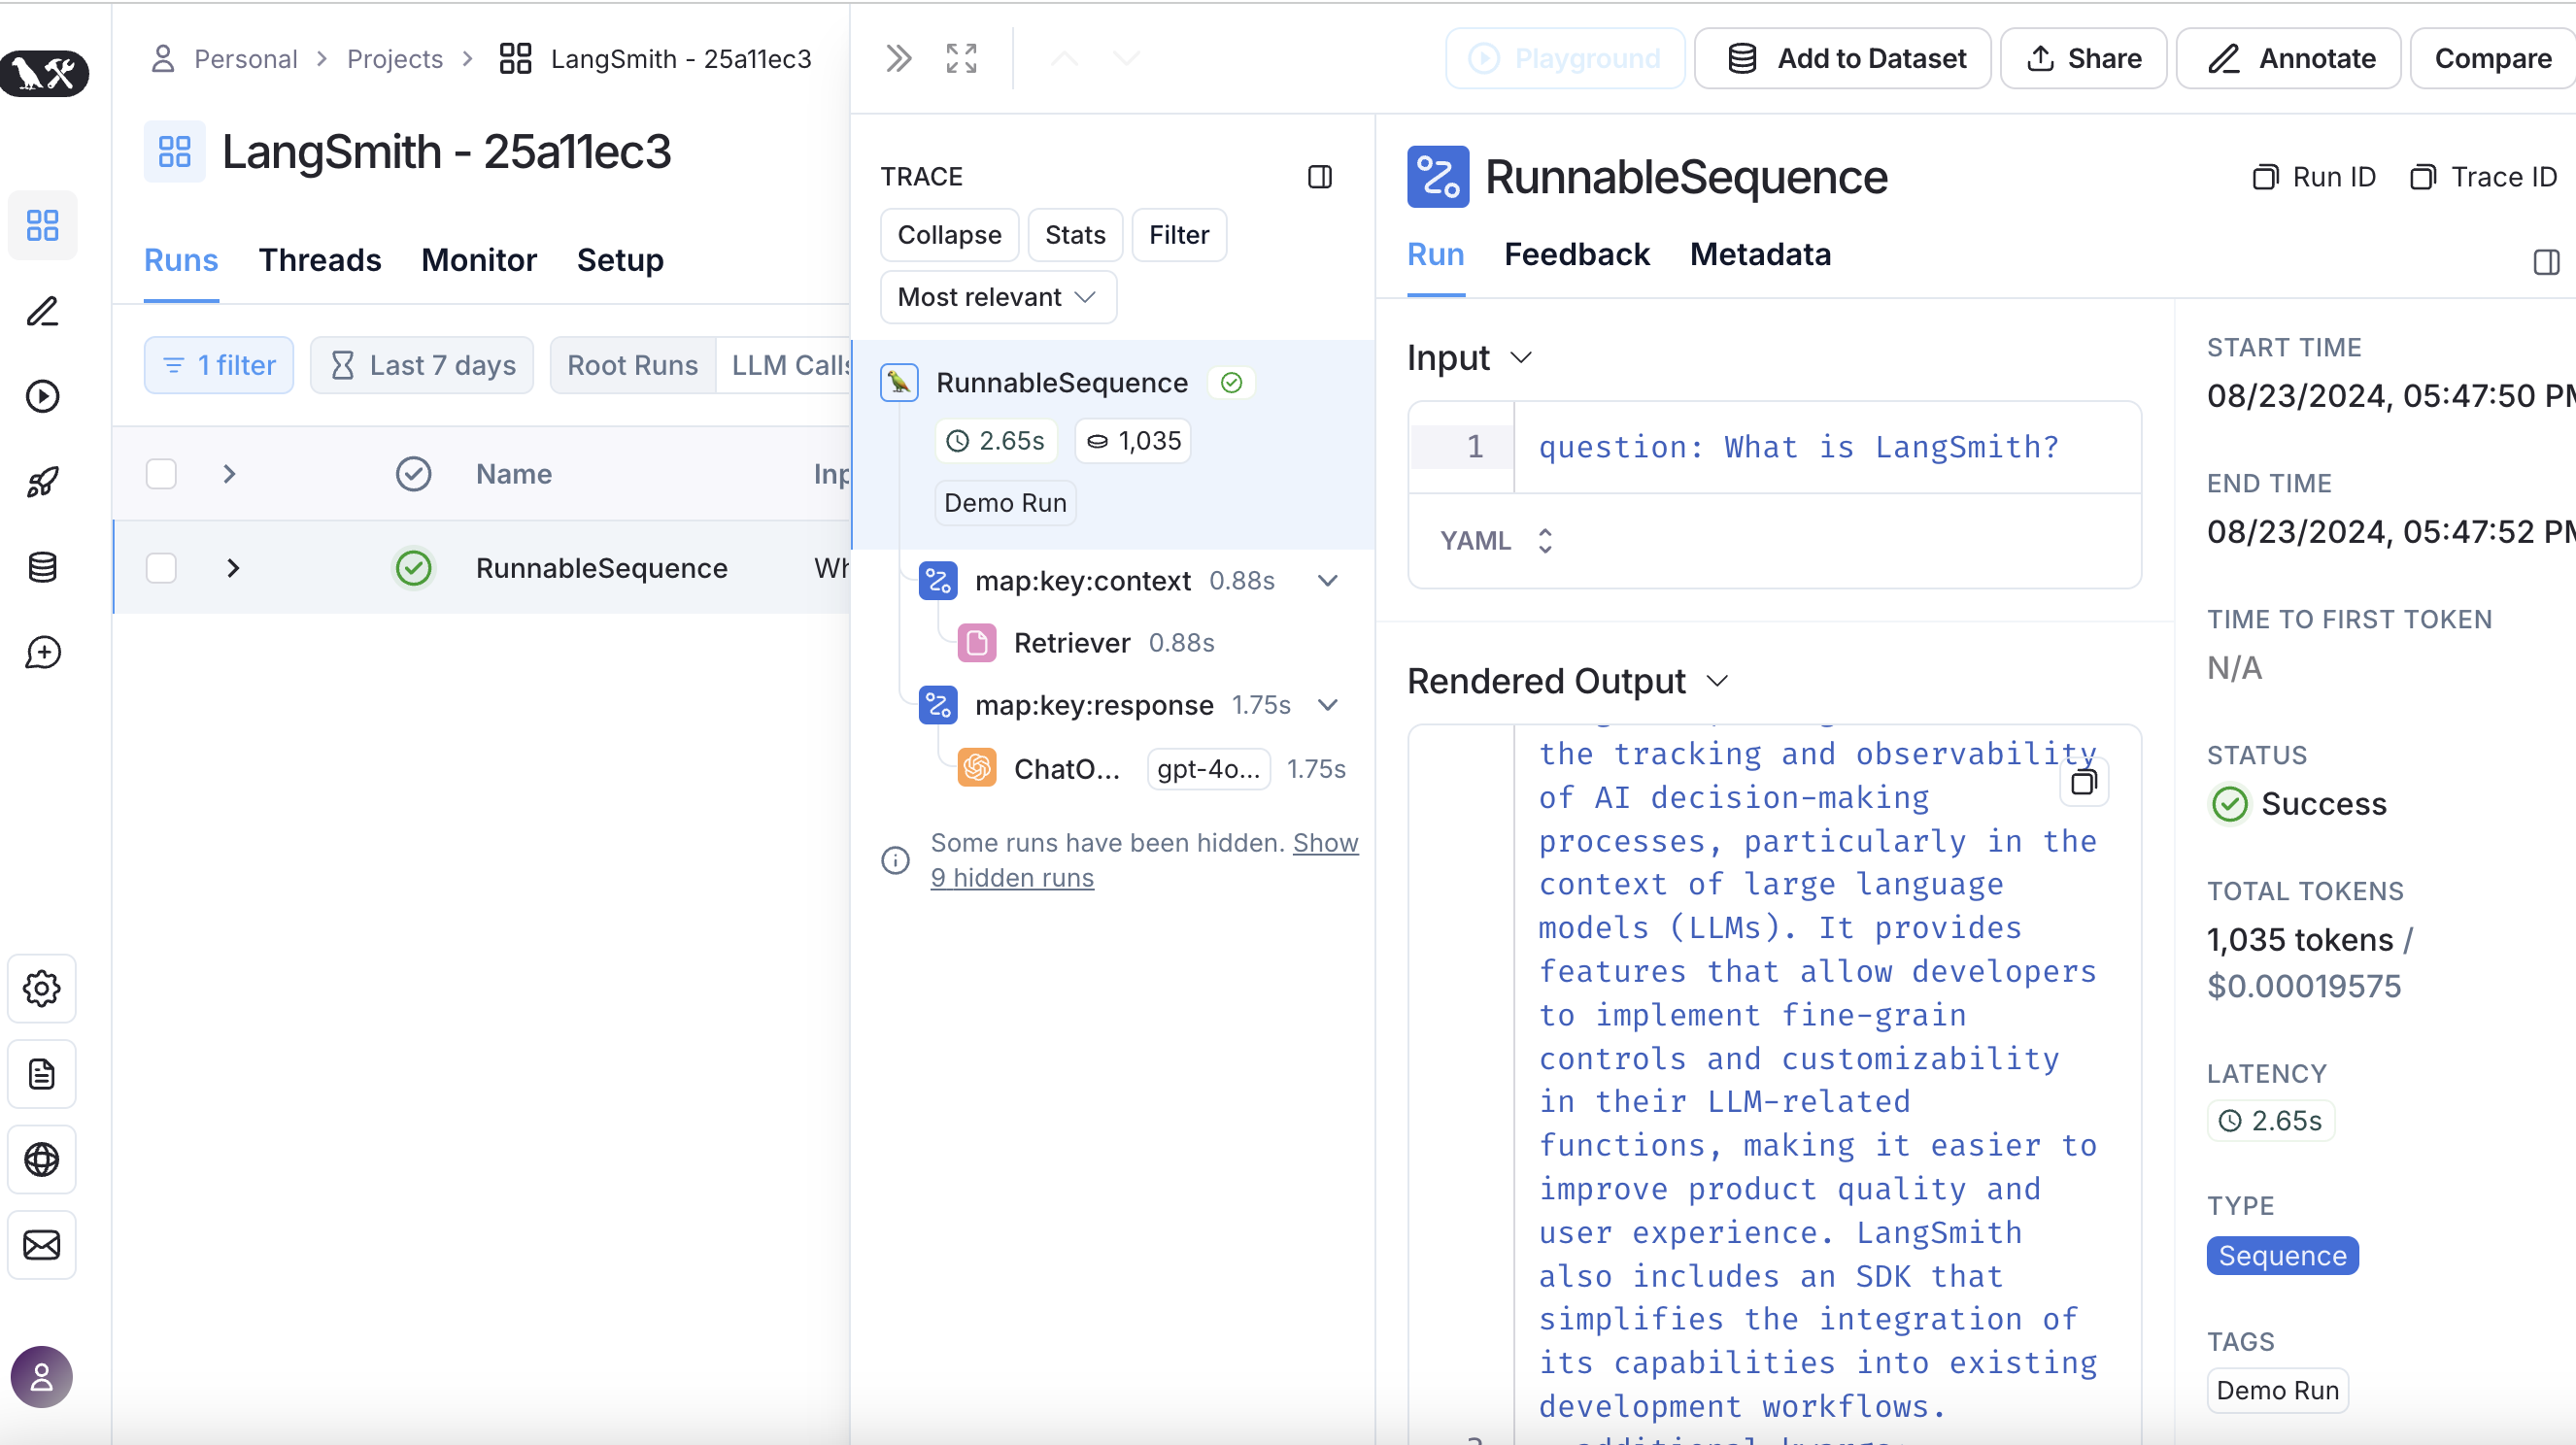 Personal > Projects > LangSmith - 25a11ec3
LangSmith - 25a11ec3
Runs Threads Monitor Setup
1 filter Last 7 days Root Runs LLM Calls
Name
RunnableSequence
TRACE
Collapse Stats Filter
Most relevant
RunnableSequence
2.65s 1,035
Demo Run
map:key:context 0.88s
Retriever 0.88s
map:key:response 1.75s
ChatO... gpt-4o... 1.75s
Some runs have been hidden. Show
9 hidden runs
Playground Add to Dataset Share Annotate Compare
RunnableSequence
Run ID Trace ID
Run Feedback Metadata
Input
1 question: What is LangSmith?
YAML
Rendered Output
the tracking and observability
of AI decision-making
processes, particularly in the
context of large language
models (LLMs). It provides
features that allow developers
to implement fine-grain
controls and customizability
in their LLM-related
functions, making it easier to
improve product quality and
user experience. LangSmith
also includes an SDK that
simplifies the integration of
its capabilities into existing
development workflows.
START TIME
08/23/2024, 05:47:50 PM
END TIME
08/23/2024, 05:47:52 PM
TIME TO FIRST TOKEN
N/A
STATUS
Success
TOTAL TOKENS
1,035 tokens /
$0.00019575
LATENCY
2.65s
TYPE
Sequence
TAGS
Demo Run